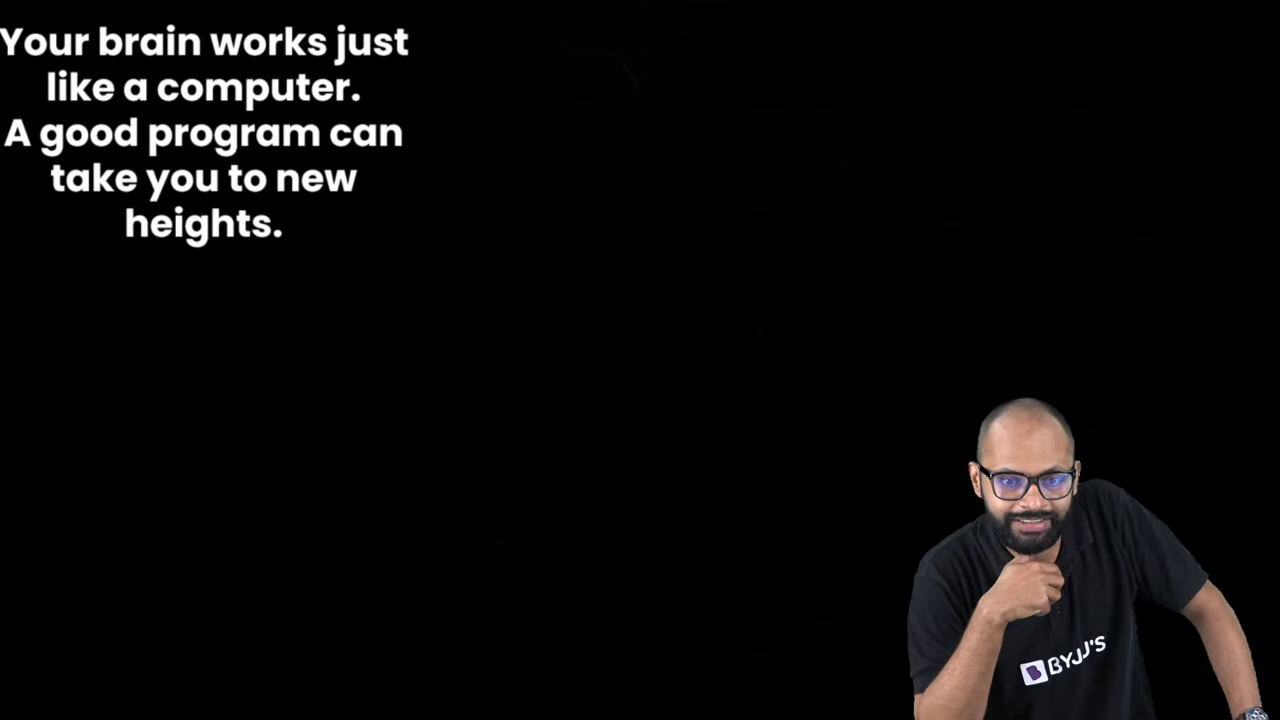 Your brain works just
like a computer.
A good program can
take you to new
heights.
BYJU'S